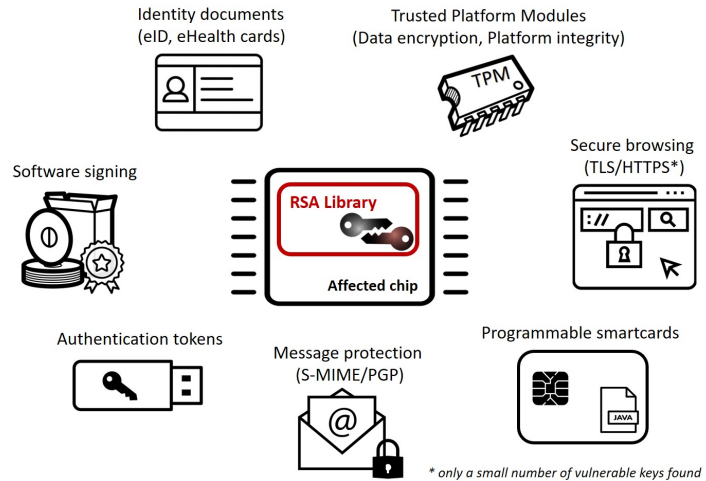 Identity documents
(eID, eHealth cards)
Trusted Platform Modules
(Data encryption, Platform integrity)
TPM
Secure browsing
(TLS/HTTPS*)
://
Software signing
RSA Library
Affected chip
Authentication tokens
Message protection
(S-MIME/PGP)
@
Programmable smartcards
JAVA
* only a small number of vulnerable keys found